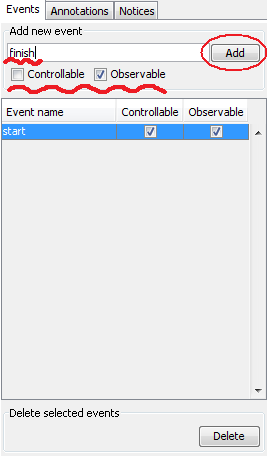 Events Annotations Notices
Add new event
finish Add
Controllable Observable
Event name Controllable Observable
start
Delete selected events
Delete